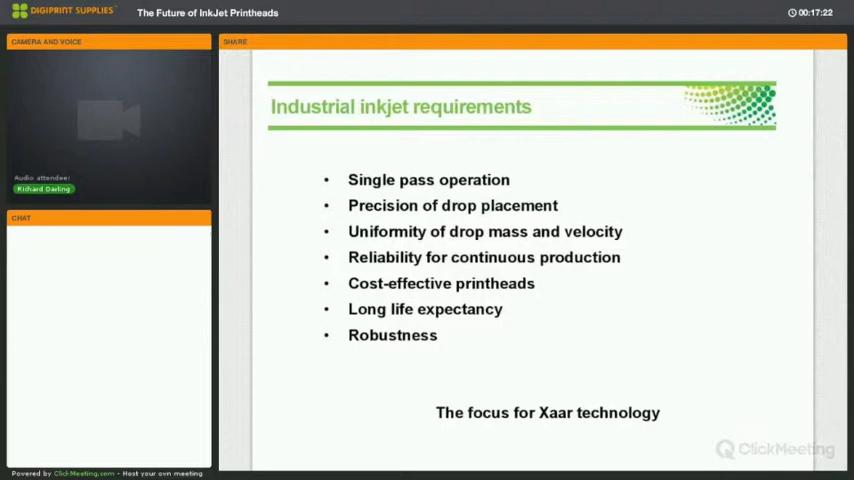 DIGIPRINT SUPPLIES
The Future of InkJet Printheads
00:17:22
CAMERA AND VOICE
SHARE
Audio attendee:
Richard Darling
CHAT
Industrial inkjet requirements
• Single pass operation
• Precision of drop placement
• Uniformity of drop mass and velocity
• Reliability for continuous production
• Cost-effective printheads
• Long life expectancy
• Robustness
The focus for Xaar technology
ClickMeeting
Powered by ClickMeeting.com - Host your own meeting